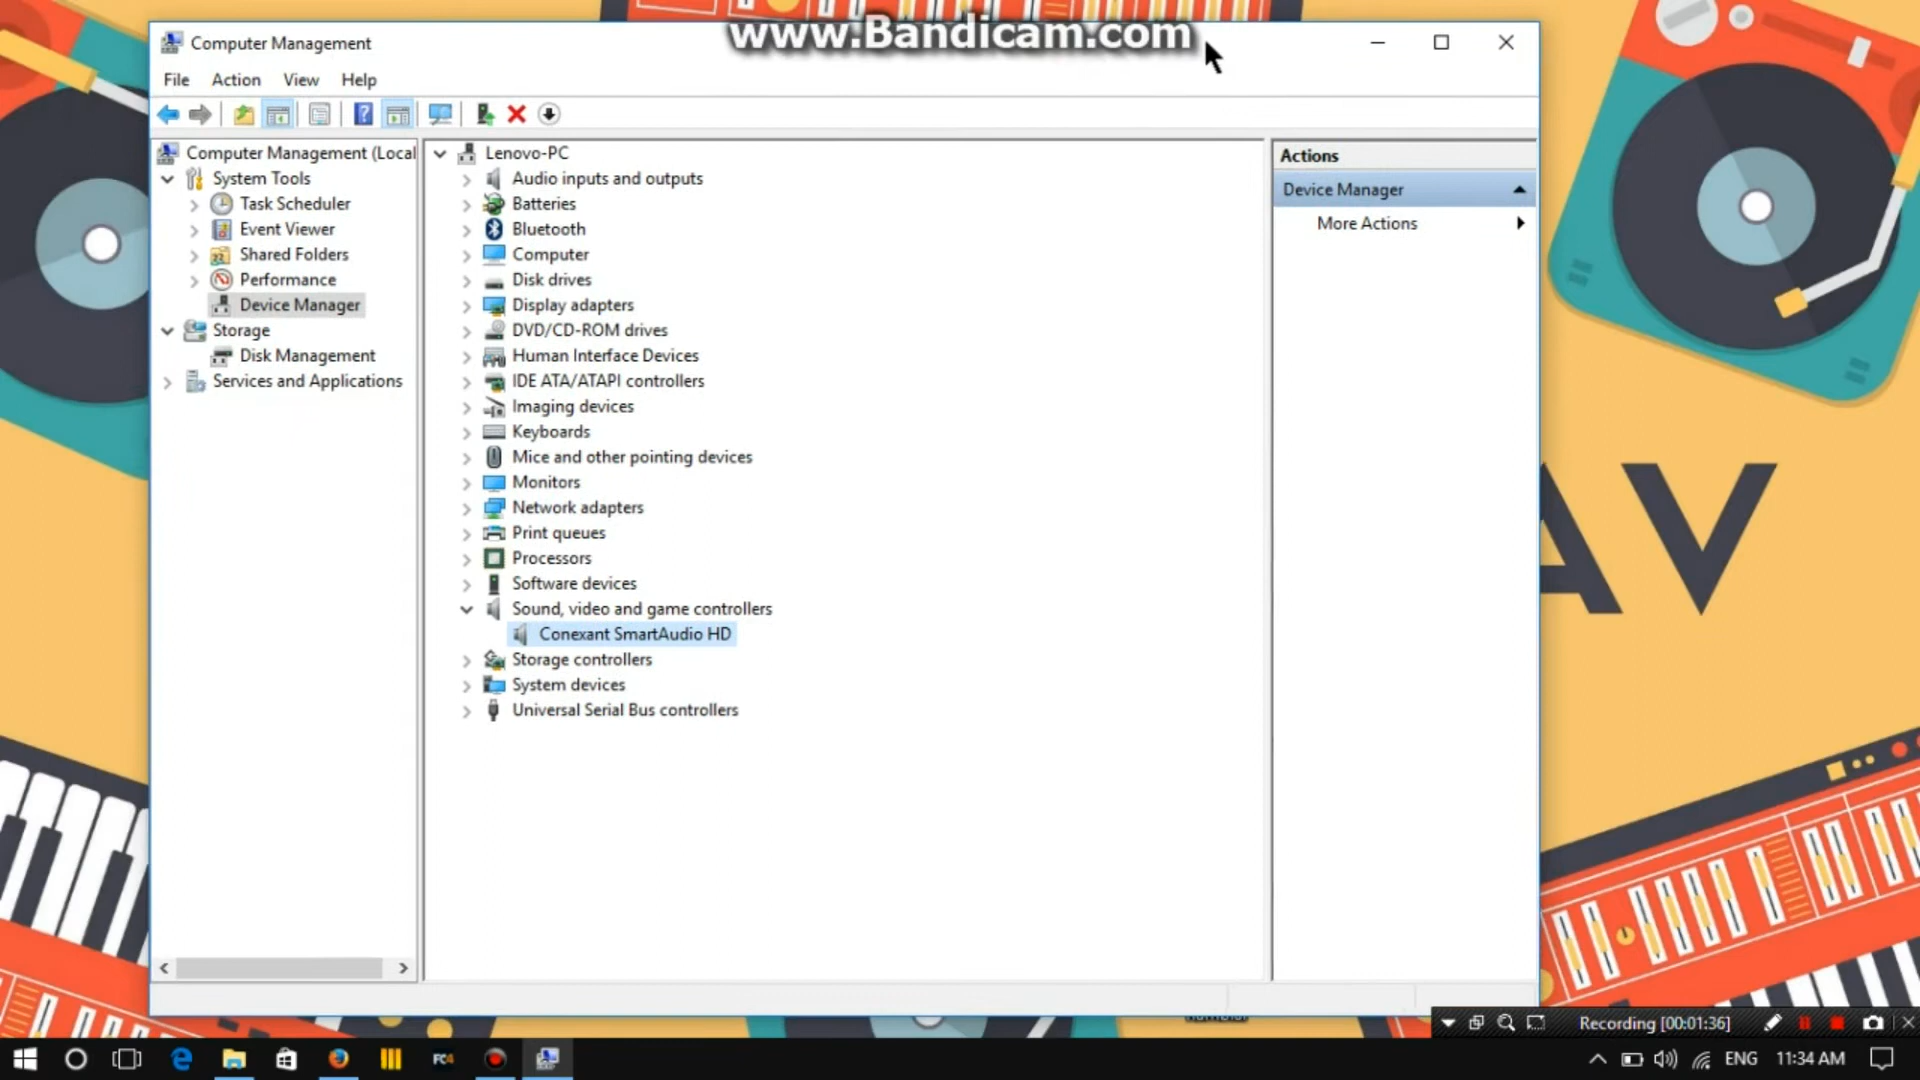 www.Bandicam.com
Computer Management
File Action View Help
Computer Management (Local
System Tools
Task Scheduler
Event Viewer
Shared Folders
Performance
Device Manager
Storage
Disk Management
Services and Applications
Lenovo-PC
Audio inputs and outputs
Batteries
Bluetooth
Computer
Disk drives
Display adapters
DVD/CD-ROM drives
Human Interface Devices
IDE ATA/ATAPI controllers
Imaging devices
Keyboards
Mice and other pointing devices
Monitors
Network adapters
Print queues
Processors
Software devices
Sound, video and game controllers
Conexant SmartAudio HD
Storage controllers
System devices
Universal Serial Bus controllers
Actions
Device Manager
More Actions
AV
Recording [00:01:36]
FC4
ENG 11:34 AM